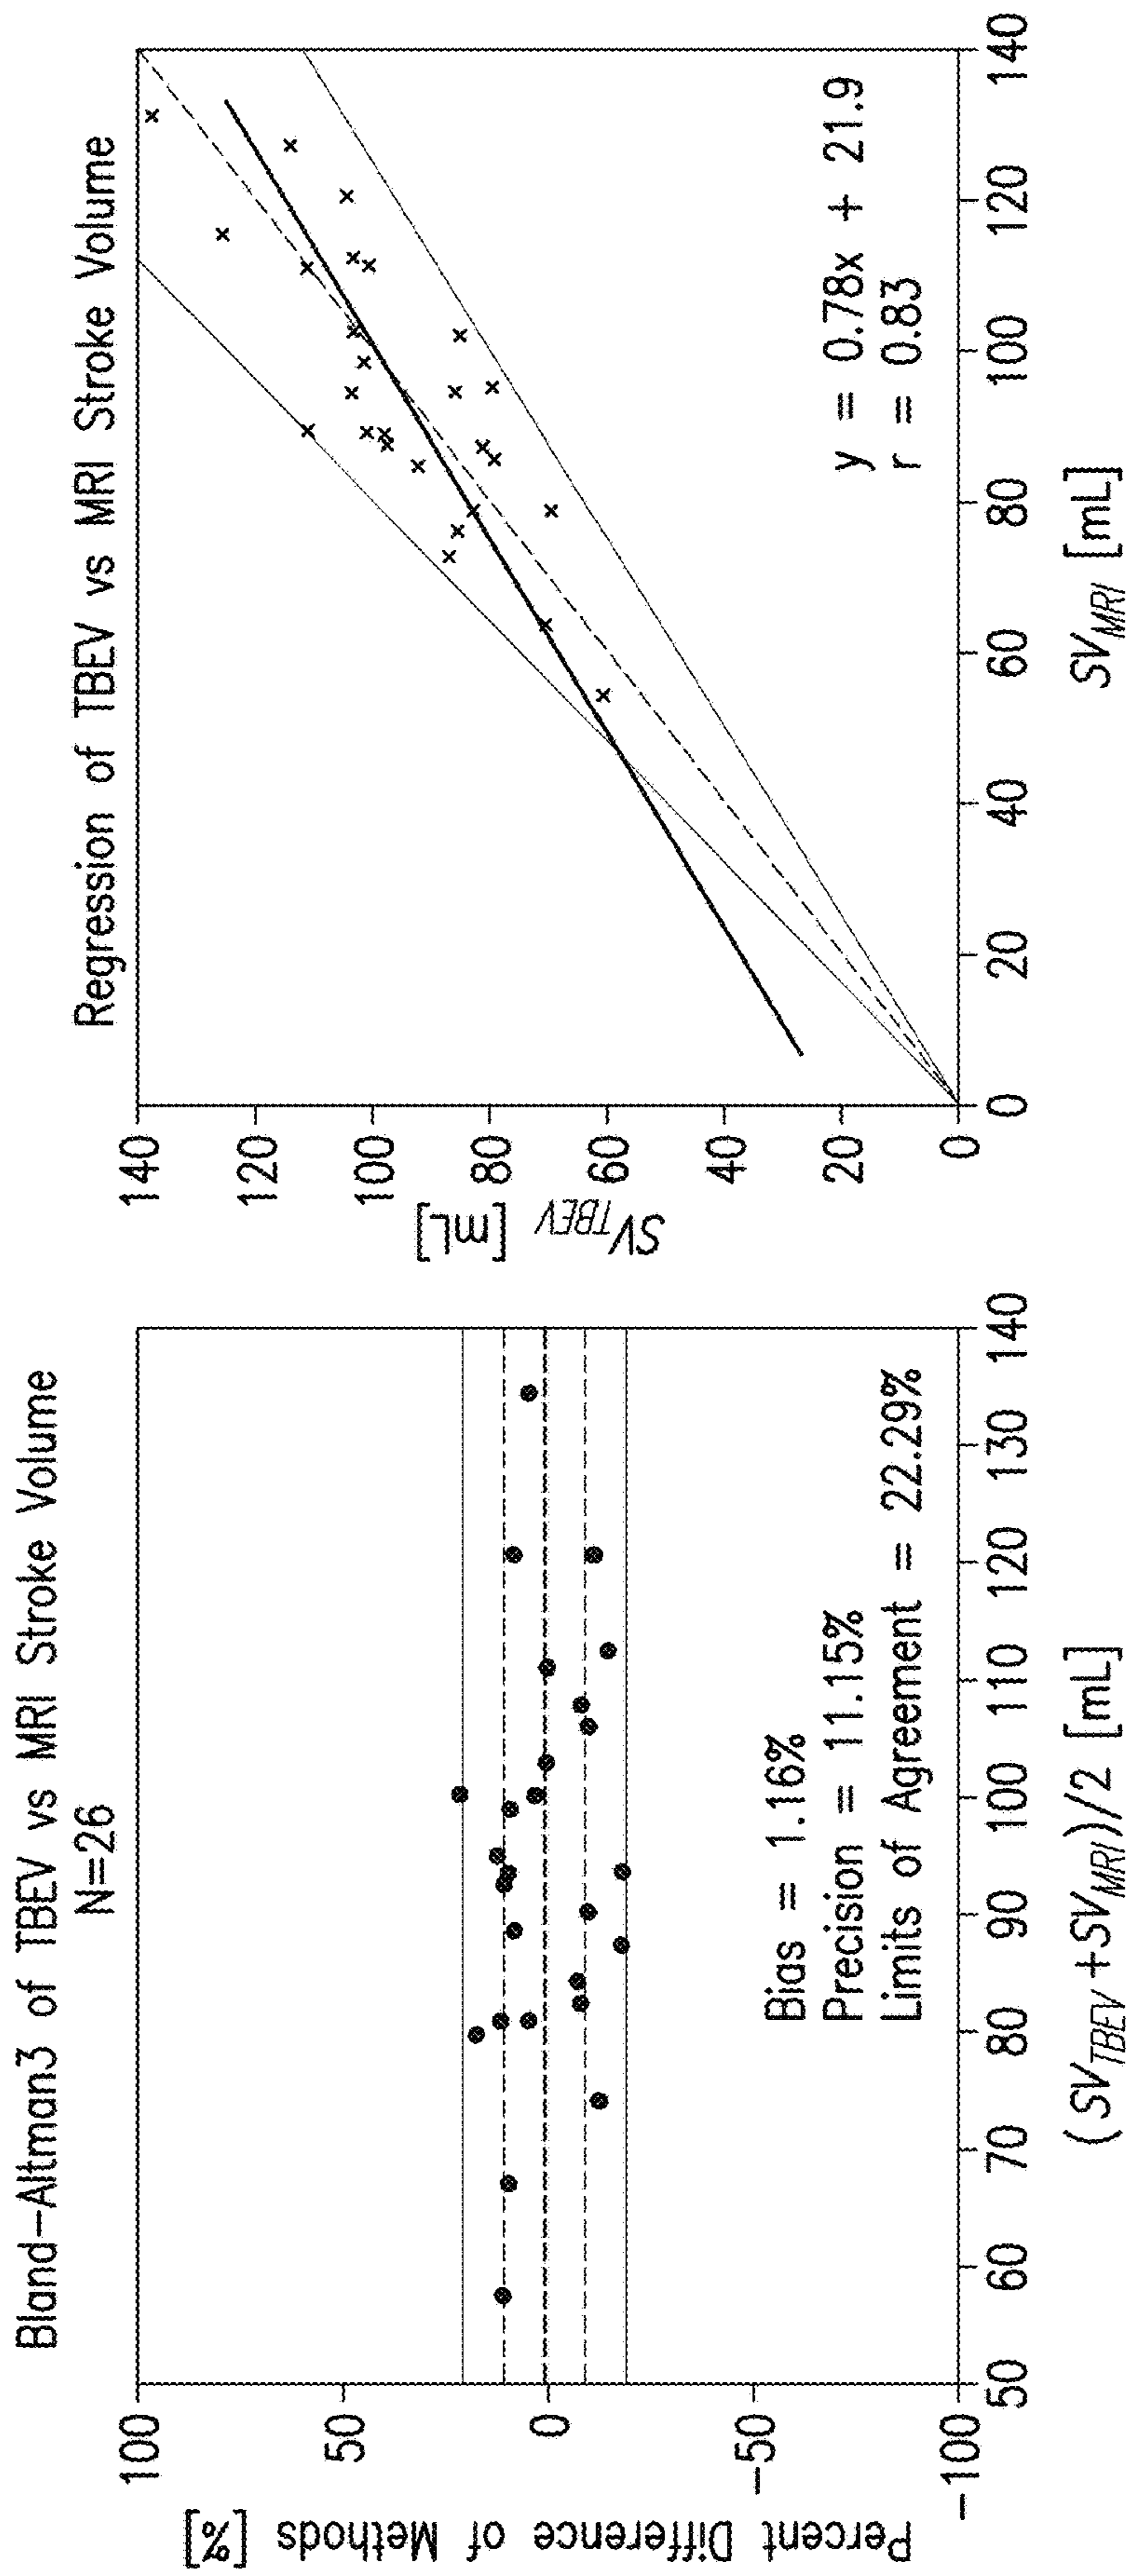 Bland-Altman3 of TBEV vs MRI Stroke Volume
N=26
Percent Difference of Methods [%]
100
50
0
-50
-100
Bias = 1.16%
Precision = 11.15%
Limits of Agreement = 22.29%
50 60 70 80 90 100 110 120 130 140
(SVTBEV+SVMRI)/2 [mL]
Regression of TBEV vs MRI Stroke Volume
SVTBEV [mL]
140
120
100
80
60
40
20
0
y = 0.78x + 21.9
r = 0.83
0 20 40 60 80 100 120 140
SVMRI [mL]